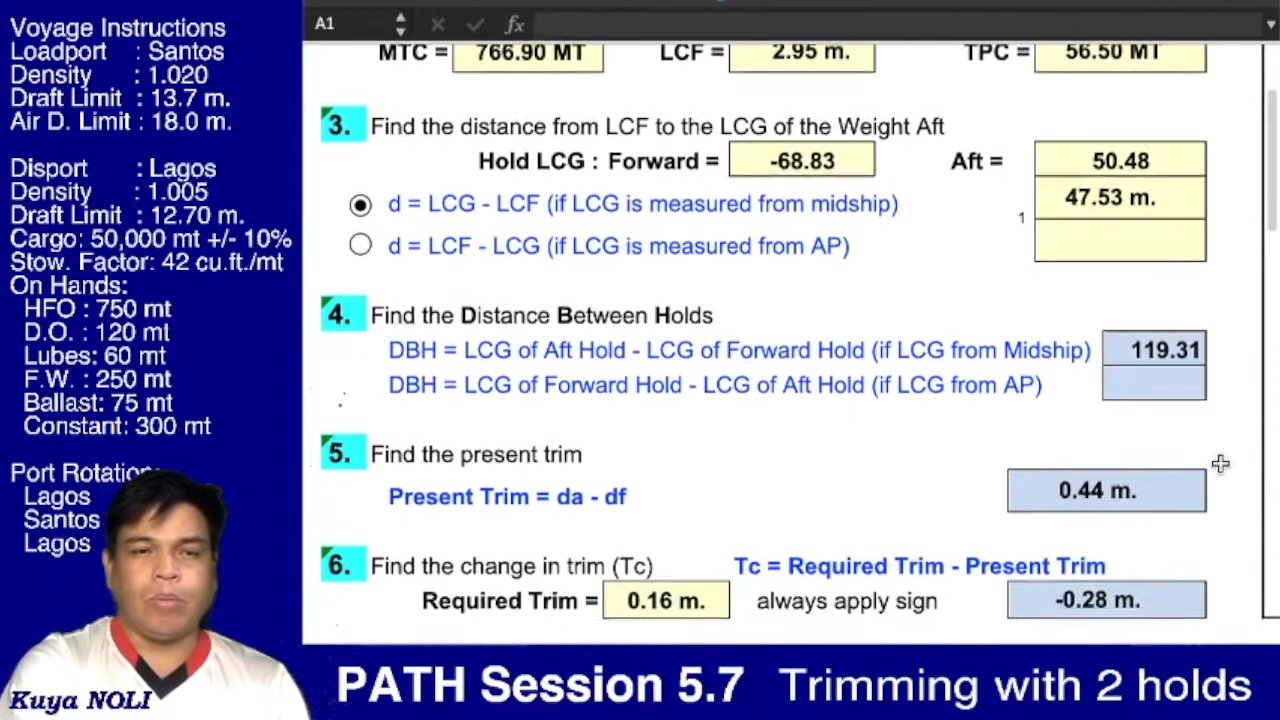 Voyage Instructions
Loadport : Santos
Density : 1.020
Draft Limit : 13.7 m.
Air D. Limit : 18.0 m.
Disport : Lagos
Density : 1.005
Draft Limit : 12.70 m.
Cargo: 50,000 mt +/- 10%
Stow. Factor: 42 cu.ft./mt
On Hands:
HFO : 750 mt
D.O. : 120 mt
Lubes: 60 mt
F.W. : 250 mt
Ballast: 75 mt
Constant: 300 mt
Port Rotation
Lagos
Santos
Lagos
Kuya NOLI
A1 fx
MTC = 766.90 MT LCF = 2.95 m. TPC = 56.50 MT
3. Find the distance from LCF to the LCG of the Weight Aft
Hold LCG : Forward = -68.83 Aft = 50.48
d = LCG - LCF (if LCG is measured from midship) 47.53 m.
1
d = LCF - LCG (if LCG is measured from AP)
4. Find the Distance Between Holds
DBH = LCG of Aft Hold - LCG of Forward Hold (if LCG from Midship) 119.31
DBH = LCG of Forward Hold - LCG of Aft Hold (if LCG from AP)
5. Find the present trim
Present Trim = da - df 0.44 m.
6. Find the change in trim (Tc) Tc = Required Trim - Present Trim
Required Trim = 0.16 m. always apply sign -0.28 m.
PATH Session 5.7 Trimming with 2 holds